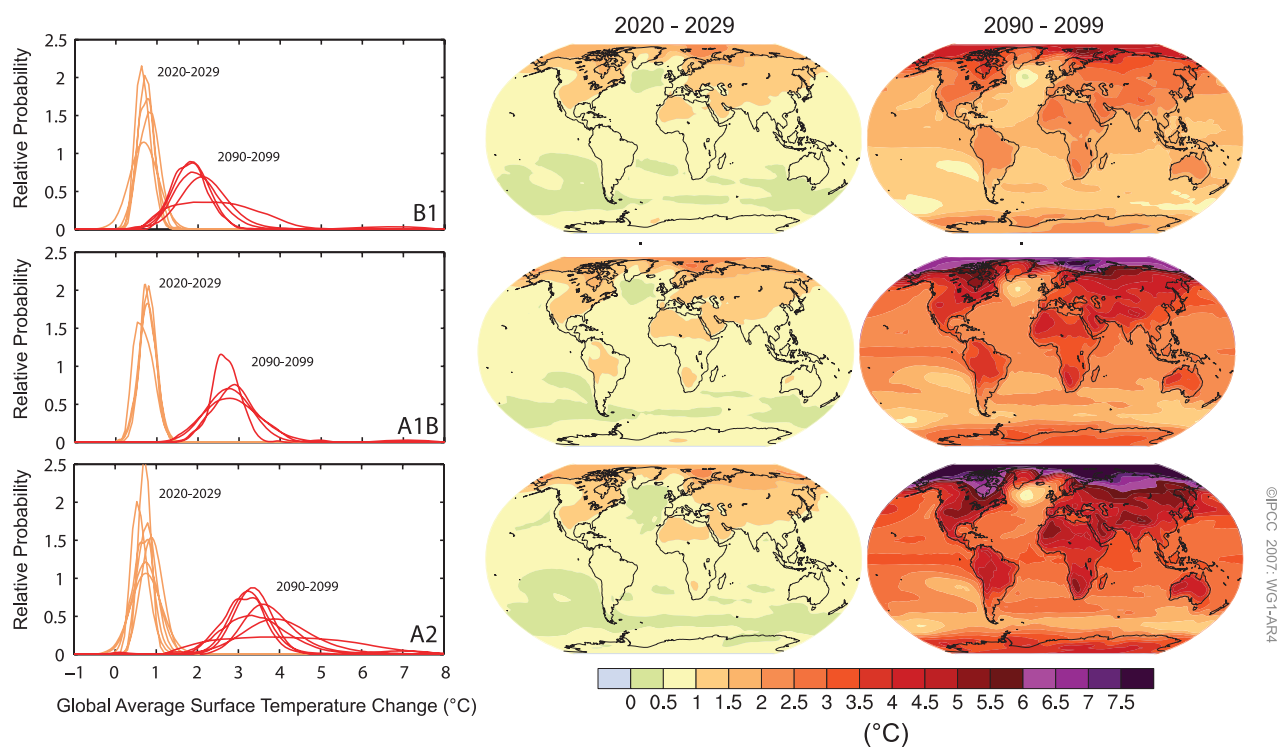 2020 - 2029
2090 - 2099
2.5
2
1.5
1
0.5
0
Relative Probability
2020-2029
2090-2099
B1
2.5
2
1.5
1
0.5
0
Relative Probability
2020-2029
2090-2099
A1B
2.5
2
1.5
1
0.5
0
Relative Probability
2020-2029
2090-2099
A2
−1 0 1 2 3 4 5 6 7 8
Global Average Surface Temperature Change (°C)
0 0.5 1 1.5 2 2.5 3 3.5 4 4.5 5 5.5 6 6.5 7 7.5
(°C)
©IPCC 2007: WG1-AR4